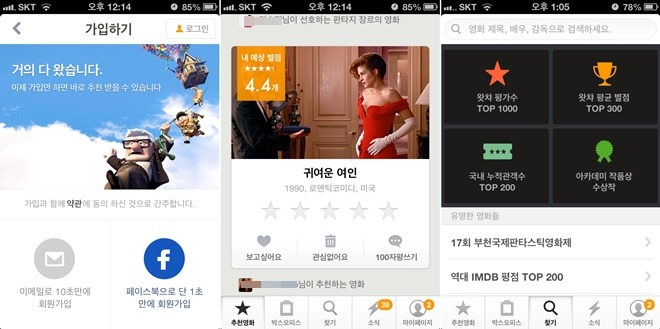 SKT 오후 12:14 85%
가입하기
로그인
거의 다 왔습니다.
이제 가입만 하면 바로 추천 받을 수 있습니다!
가입과 함께 약관에 동의 하신 것으로 간주합니다.
이메일로 10초만에
회원가입
f
페이스북으로 단 1초
만에 회원가입
SKT 오후 12:14 85%
님이 선호하는 판타지 장르의 영화
내 예상 별점
4.4개
귀여운 여인
1990, 로맨틱코미디, 미국
보고싶어요
관심없어요
100자평쓰기
님이 추천하는 영화
추천영화
박스오피스
찾기
소식
39
마이페이지
2
SKT 오후 1:05 78%
영화 제목, 배우, 감독으로 검색하세요.
왓챠 평가수
TOP 1000
왓챠 평균 별점
TOP 300
국내 누적관객수
TOP 200
아카데미 작품상
수상작
유명한 영화들
17회 부천국제판타스틱영화제
역대 IMDB 평점 TOP 200
추천영화
박스오피스
찾기
소식
마이페이지
2